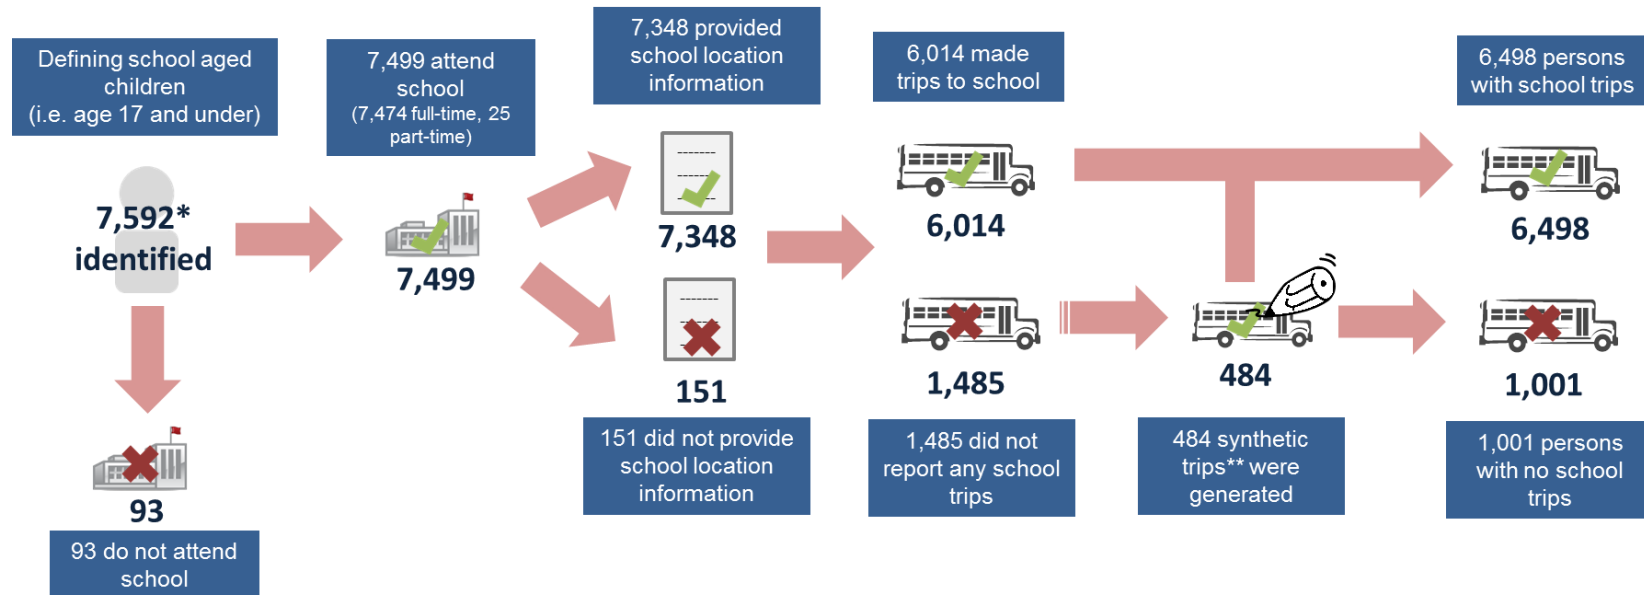 Defining school aged
children
(i.e. age 17 and under)
7,592*
identified
93
93 do not attend
school
7,499 attend
school
(7,474 full-time, 25
part-time)
7,499
7,348 provided
school location
information
7,348
151
151 did not provide
school location
information
6,014 made
trips to school
6,014
1,485
1,485 did not
report any school
trips
484
484 synthetic
trips** were
generated
6,498 persons
with school trips
6,498
1,001
1,001 persons
with no school
trips